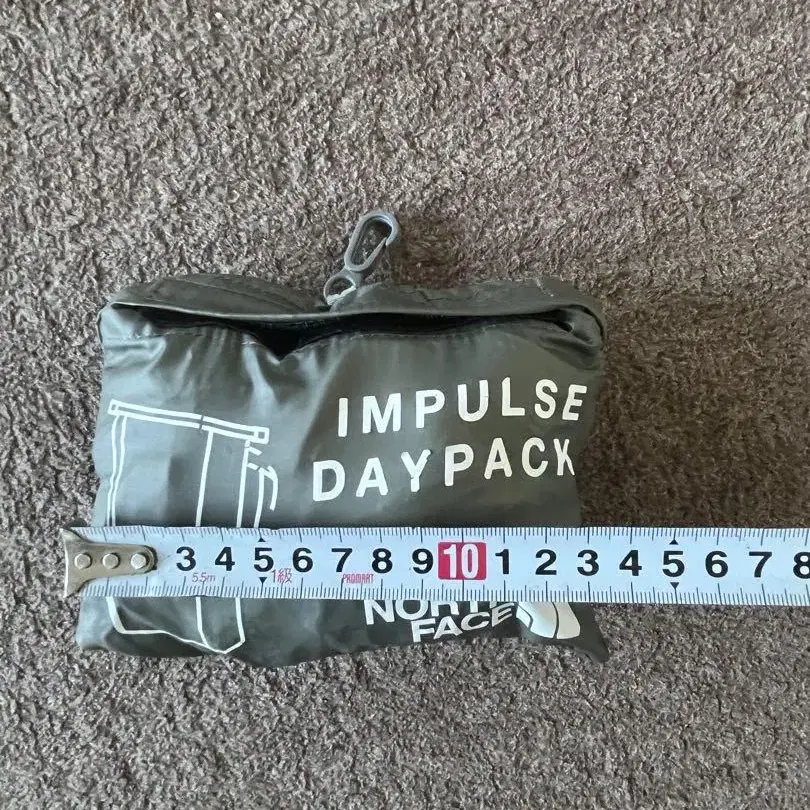 IMPULSE
DAYPACK
3 4 5 6 7 8 9 10 1 2 3 4 5 6 7 8
5.5m 1級 PROMART
NORT
FACE